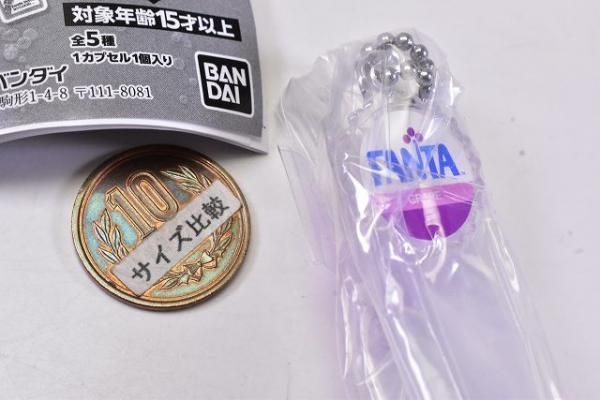 対象年齢15才以上
全5種
1カプセル1個入り
バンダイ
駒形1-4-8 〒111-8081
BAN
DAI
10
サイズ比較
FANTA
GRAPE